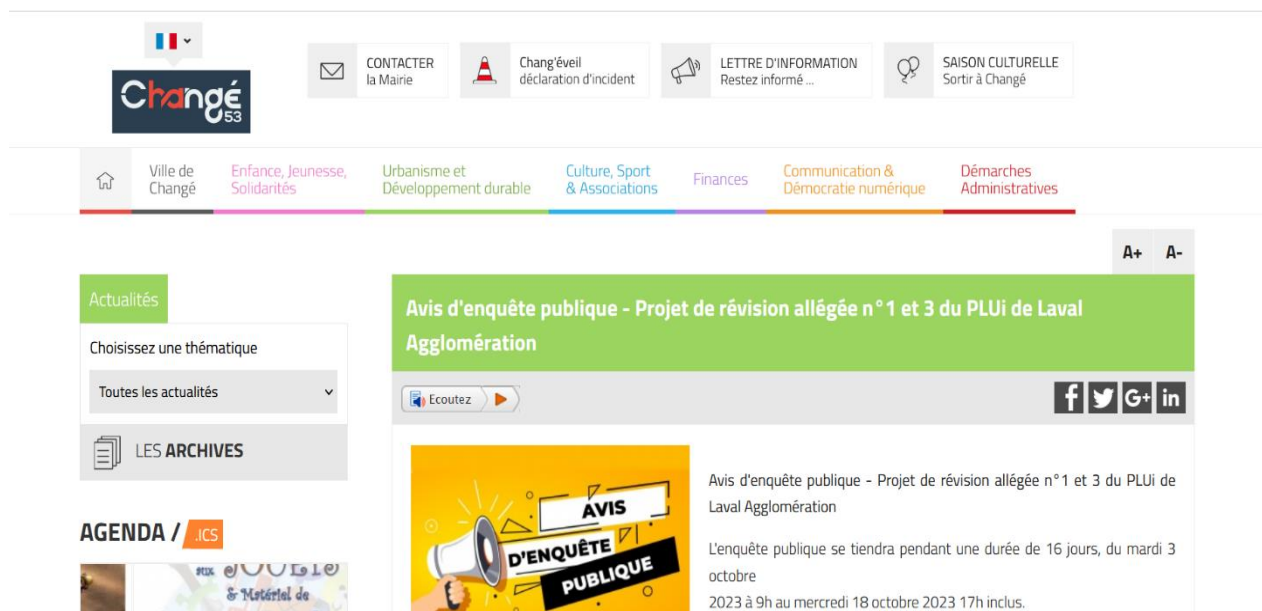 Changé
53
CONTACTER
la Mairie
Chang'éveil
déclaration d'incident
LETTRE D'INFORMATION
Restez informé ...
SAISON CULTURELLE
Sortir à Changé
Ville de
Changé
Enfance, Jeunesse,
Solidarités
Urbanisme et
Développement durable
Culture, Sport
& Associations
Finances
Communication &
Démocratie numérique
Démarches
Administratives
A+ A-
Actualités
Choisissez une thématique
Toutes les actualités
LES ARCHIVES
AGENDA / .ICS
aux JOUETS
& Matériel de
Avis d'enquête publique - Projet de révision allégée n°1 et 3 du PLUi de Laval
Agglomération
Ecoutez
f G+ in
AVIS
D'ENQUÊTE
PUBLIQUE
Avis d'enquête publique - Projet de révision allégée n°1 et 3 du PLUi de
Laval Agglomération
L'enquête publique se tiendra pendant une durée de 16 jours, du mardi 3
octobre
2023 à 9h au mercredi 18 octobre 2023 17h inclus.